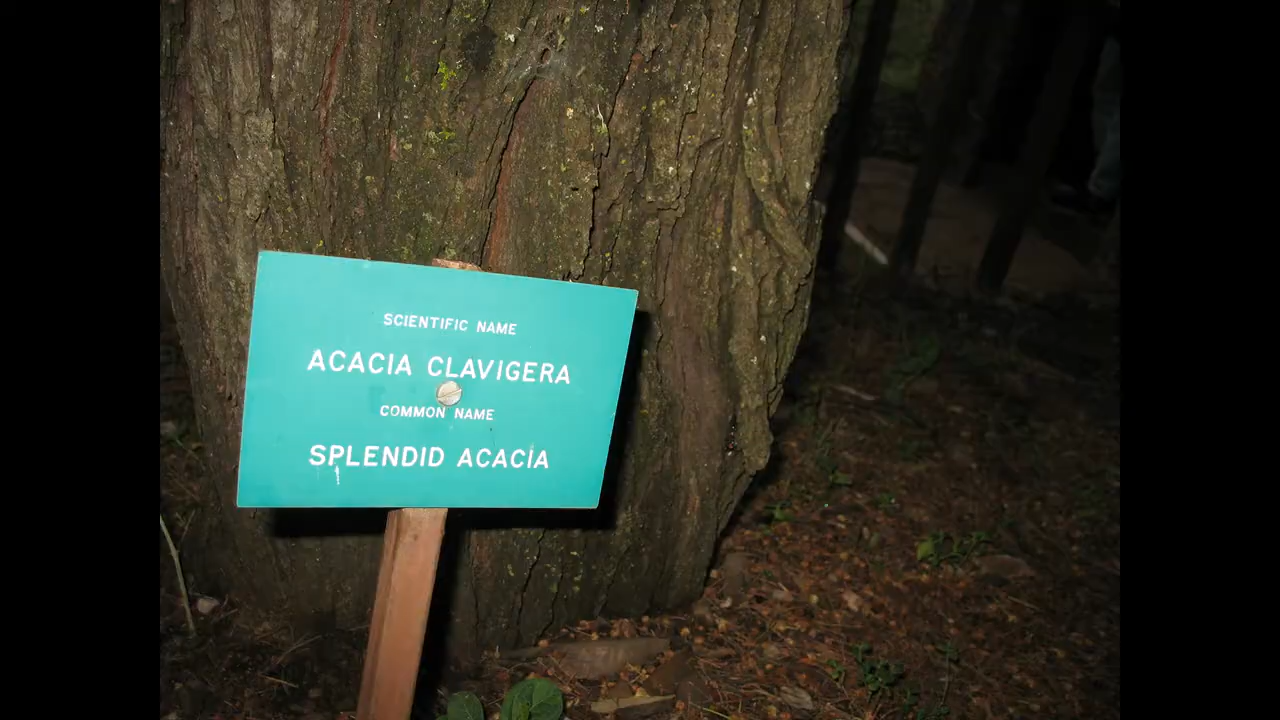 SCIENTIFIC NAME
ACACIA CLAVIGERA
COMMON NAME
SPLENDID ACACIA